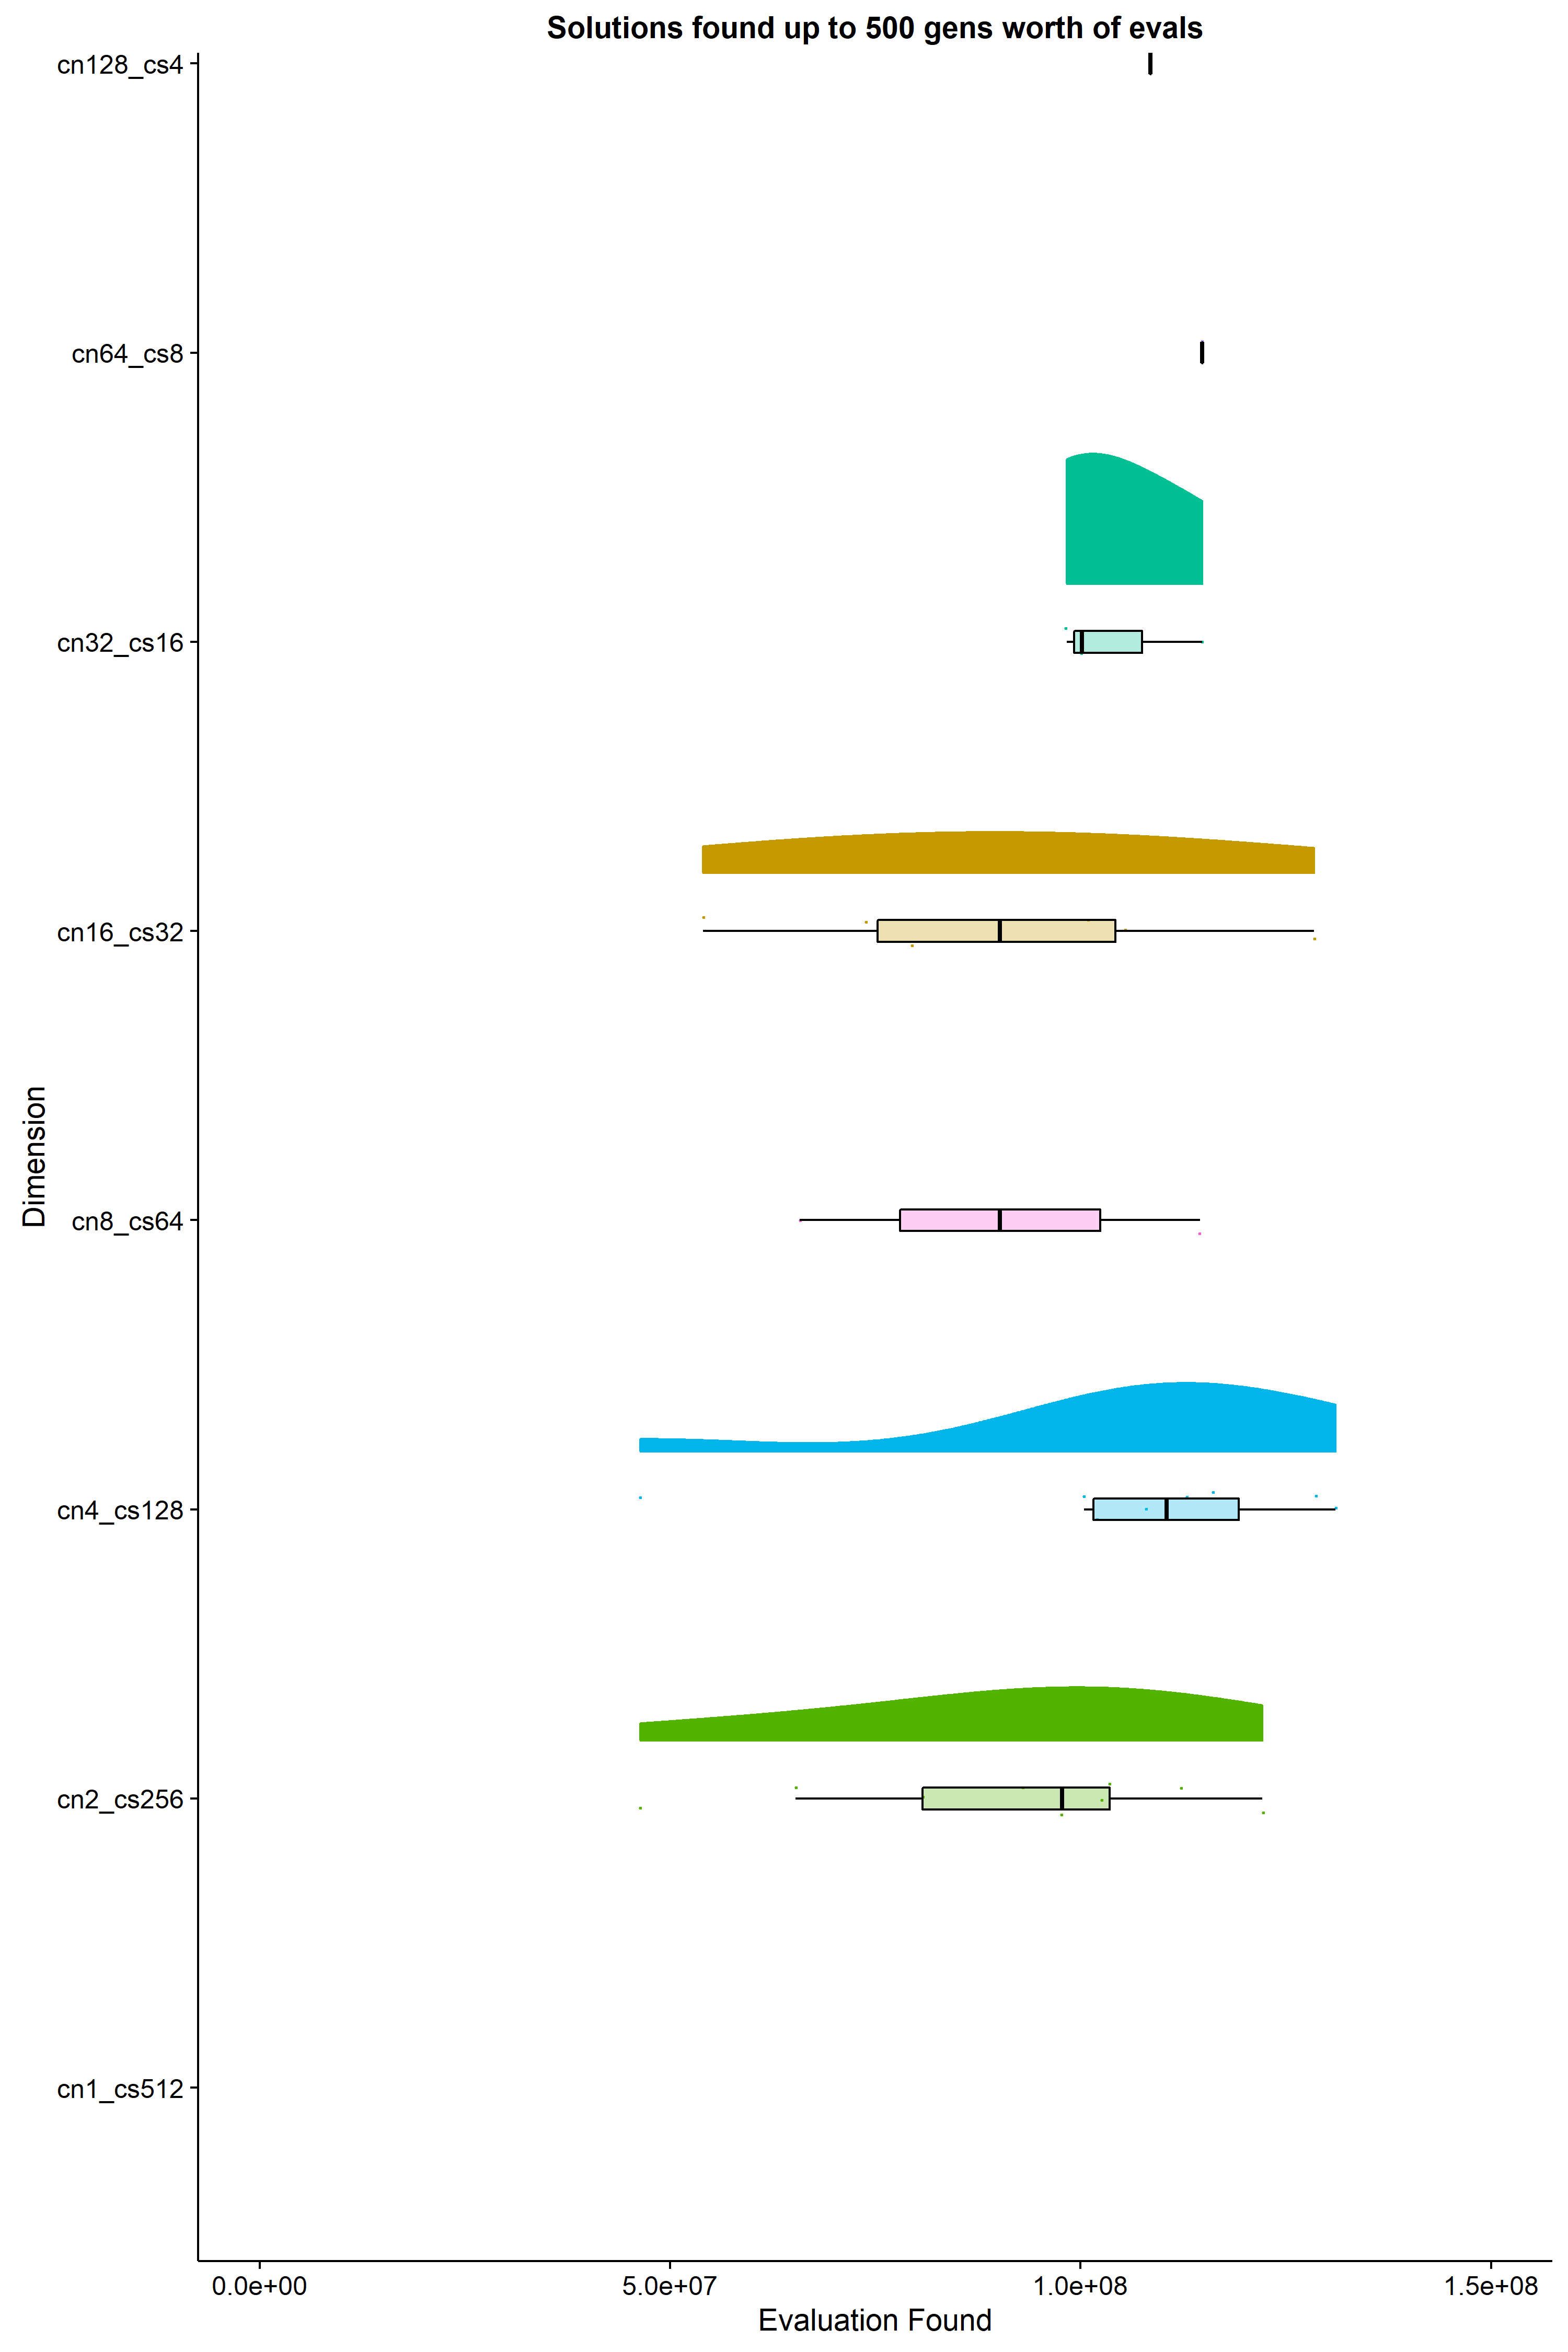 Solutions found up to 500 gens worth of evals
cn128_cs4
cn64_cs8
cn32_cs16
cn16_cs32
cn8_cs64
cn4_cs128
cn2_cs256
cn1_cs512
Dimension
0.0e+00
5.0e+07
1.0e+08
1.5e+08
Evaluation Found